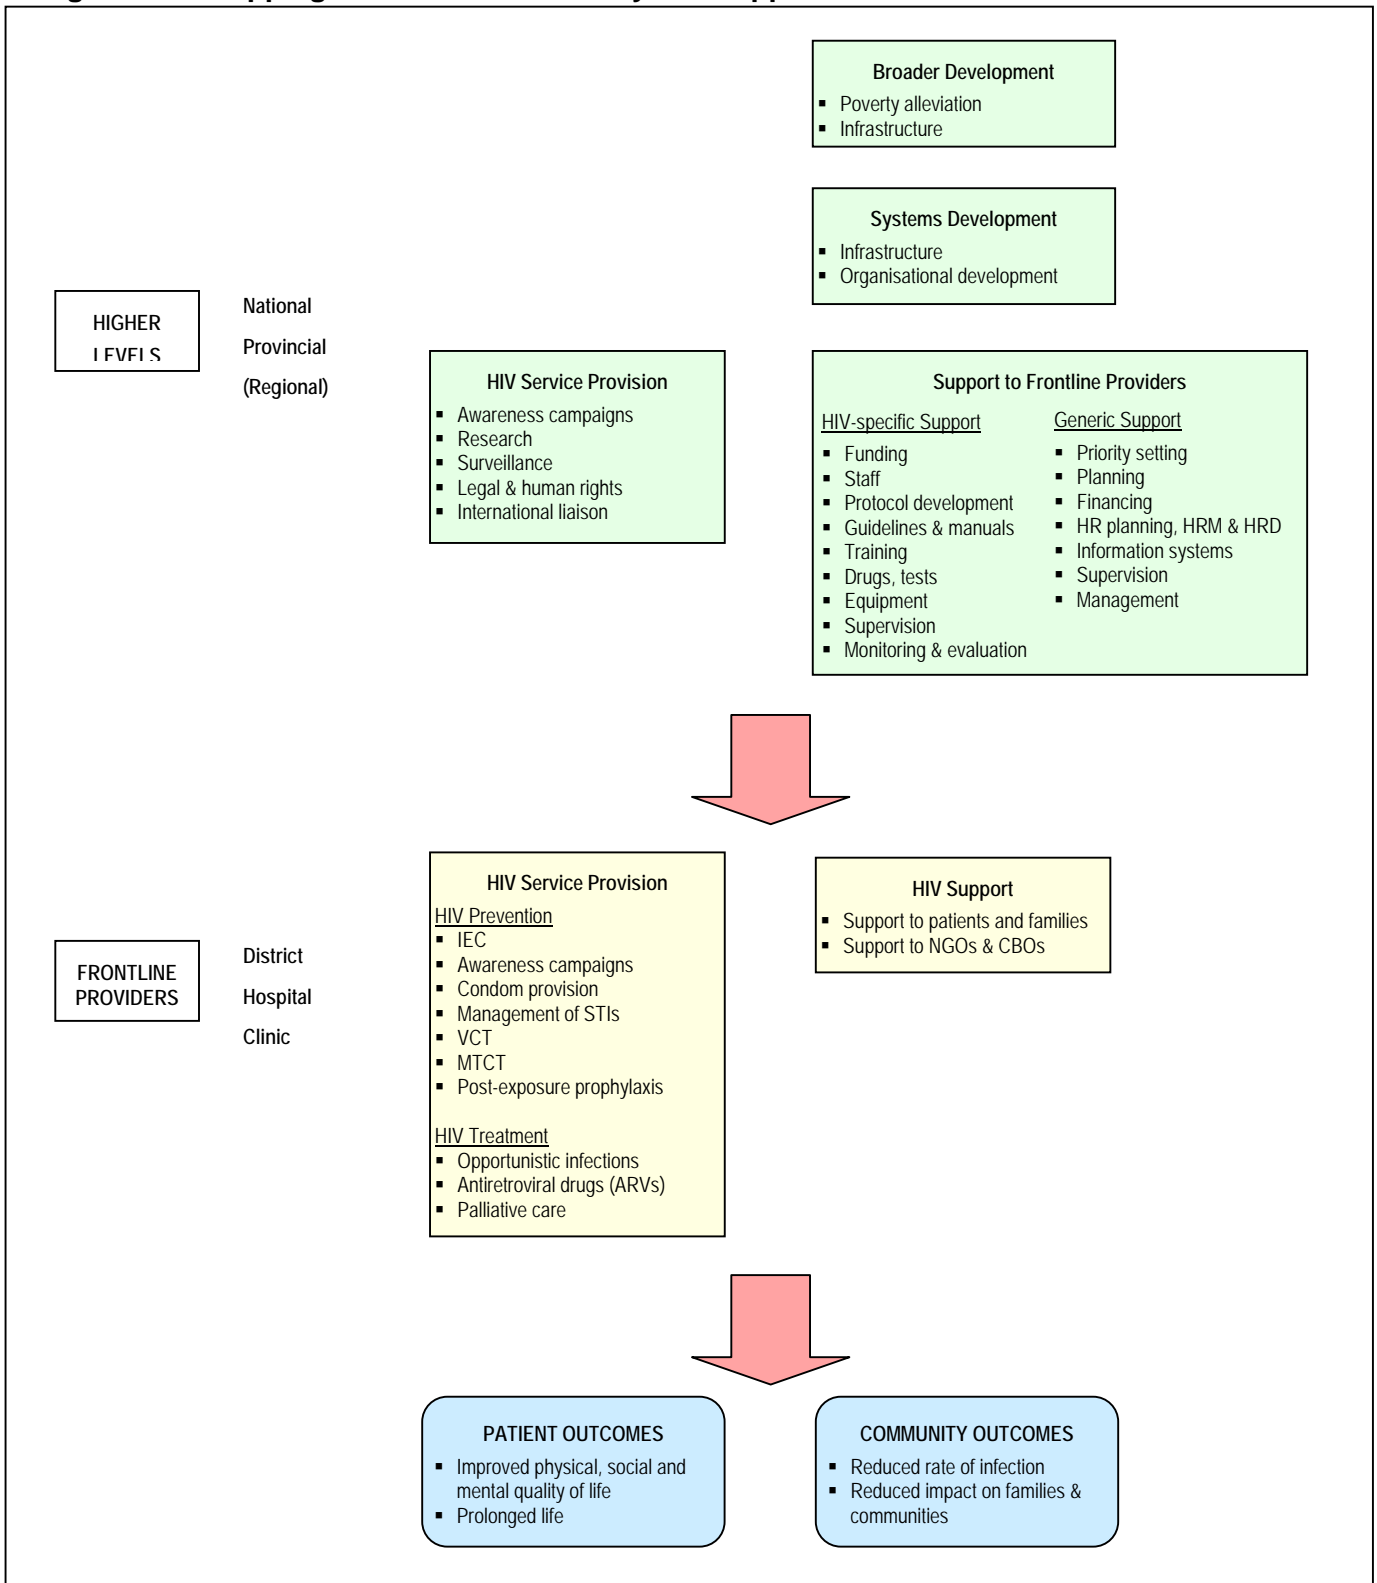 Broader Development
▪ Poverty alleviation
▪ Infrastructure
Systems Development
▪ Infrastructure
▪ Organisational development
HIGHER
LEVELS
National
Provincial
(Regional)
HIV Service Provision
▪ Awareness campaigns
▪ Research
▪ Surveillance
▪ Legal & human rights
▪ International liaison
Support to Frontline Providers
HIV-specific Support
▪ Funding
▪ Staff
▪ Protocol development
▪ Guidelines & manuals
▪ Training
▪ Drugs, tests
▪ Equipment
▪ Supervision
▪ Monitoring & evaluation
Generic Support
▪ Priority setting
▪ Planning
▪ Financing
▪ HR planning, HRM & HRD
▪ Information systems
▪ Supervision
▪ Management
FRONTLINE
PROVIDERS
District
Hospital
Clinic
HIV Service Provision
HIV Prevention
▪ IEC
▪ Awareness campaigns
▪ Condom provision
▪ Management of STIs
▪ VCT
▪ MTCT
▪ Post-exposure prophylaxis
HIV Treatment
▪ Opportunistic infections
▪ Antiretroviral drugs (ARVs)
▪ Palliative care
HIV Support
▪ Support to patients and families
▪ Support to NGOs & CBOs
PATIENT OUTCOMES
▪ Improved physical, social and
mental quality of life
▪ Prolonged life
COMMUNITY OUTCOMES
▪ Reduced rate of infection
▪ Reduced impact on families &
communities